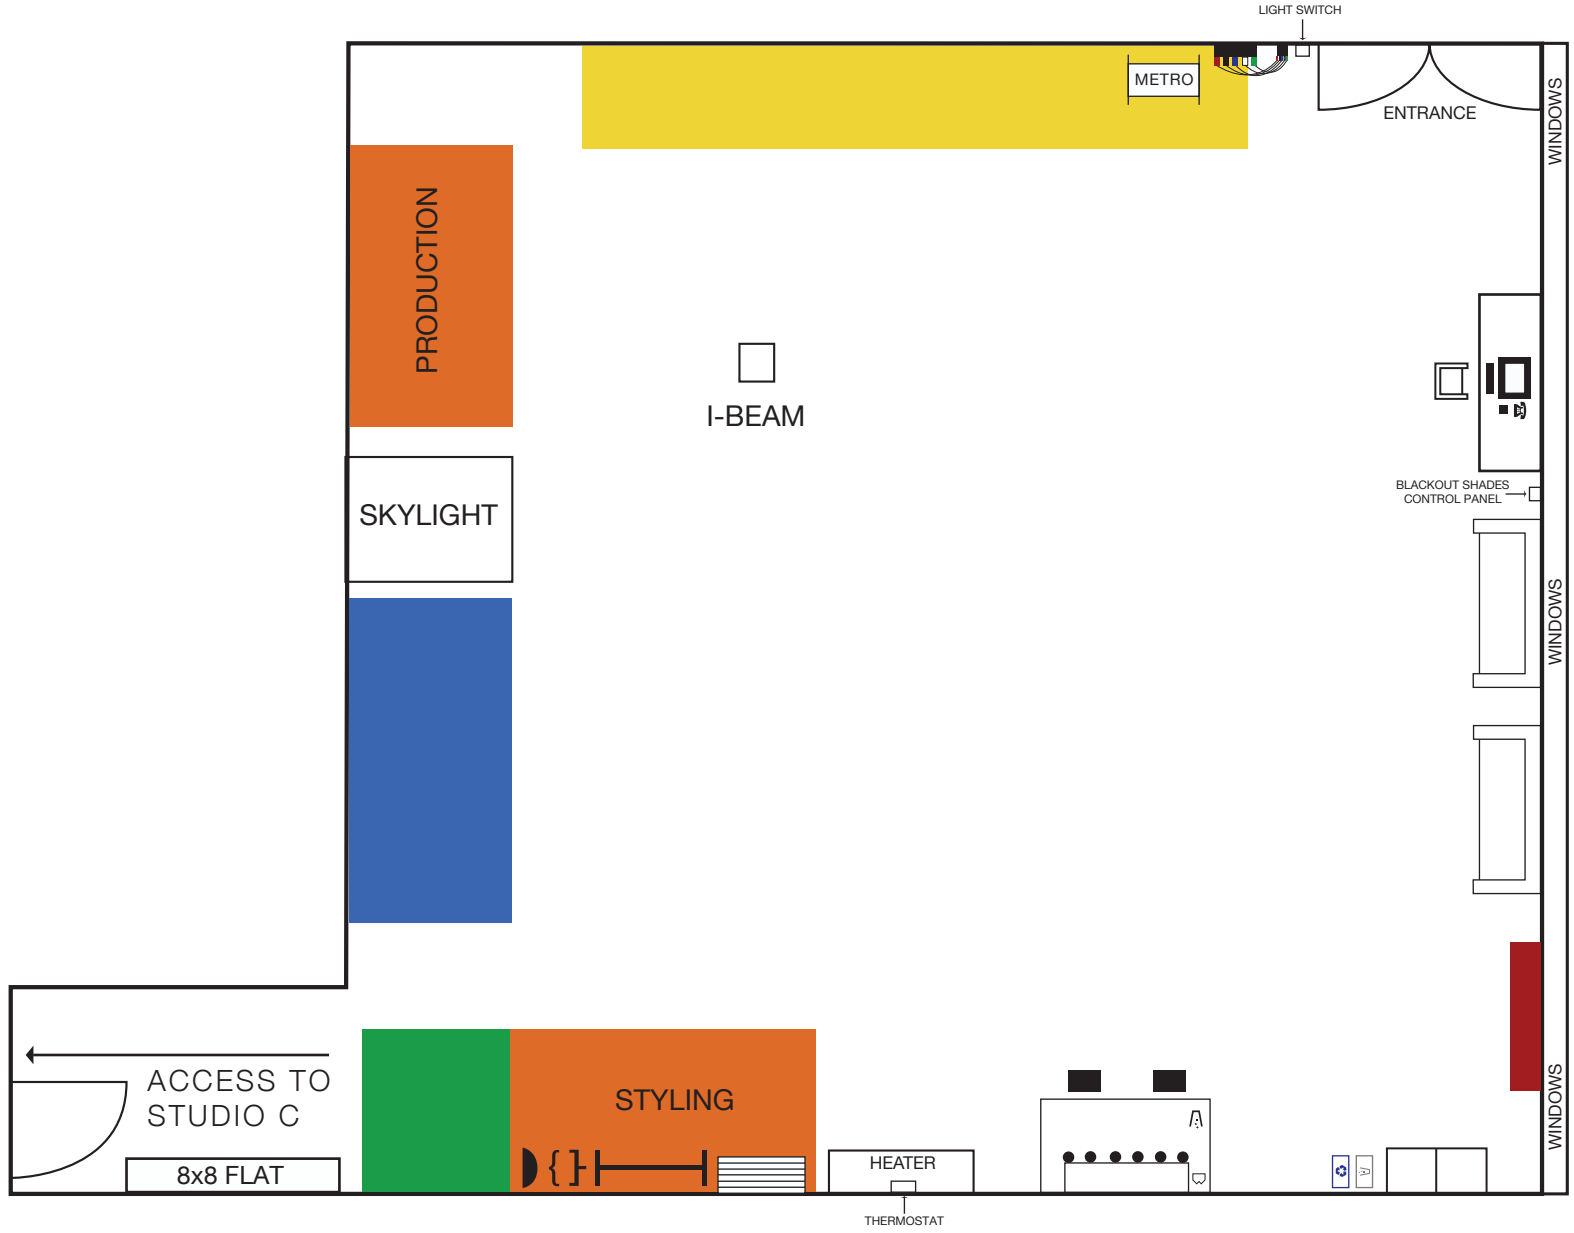 LIGHT SWITCH
METRO
ENTRANCE
WINDOWS
PRODUCTION
I-BEAM
SKYLIGHT
BLACKOUT SHADES
CONTROL PANEL
WINDOWS
ACCESS TO
STUDIO C
8x8 FLAT
STYLING
HEATER
THERMOSTAT
WINDOWS